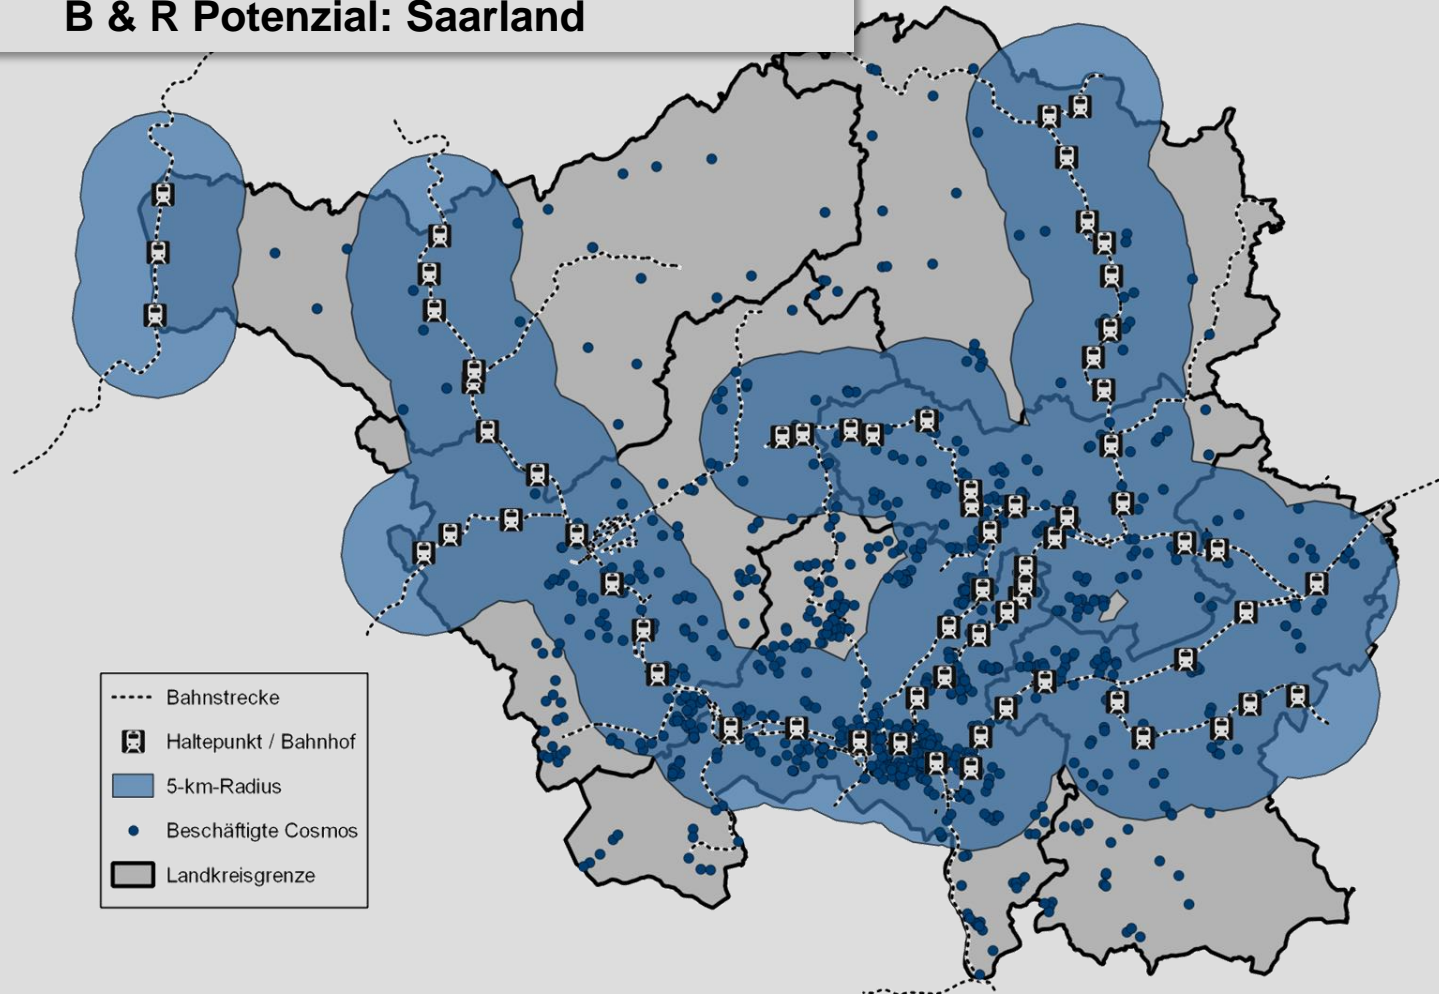 B & R Potenzial: Saarland
Bahnstrecke
Haltepunkt / Bahnhof
5-km-Radius
Beschäftigte Cosmos
Landkreisgrenze